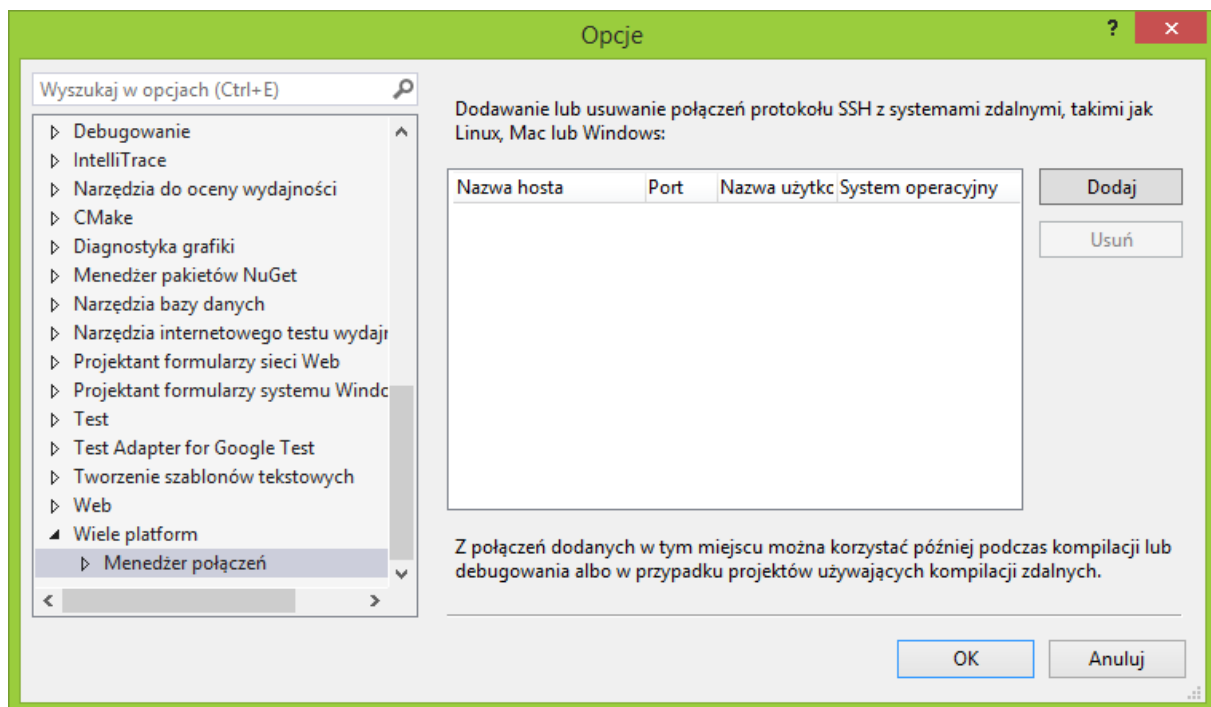 Opcje
?
Wyszukaj w opcjach (Ctrl+E)
Debugowanie
IntelliTrace
Narzędzia do oceny wydajności
CMake
Diagnostyka grafiki
Menedżer pakietów NuGet
Narzędzia bazy danych
Narzędzia internetowego testu wydajr
Projektant formularzy sieci Web
Projektant formularzy systemu Windo
Test
Test Adapter for Google Test
Tworzenie szablonów tekstowych
Web
Wiele platform
Menedżer połączeń
Dodawanie lub usuwanie połączeń protokołu SSH z systemami zdalnymi, takimi jak
Linux, Mac lub Windows:
Nazwa hosta Port Nazwa użytkc System operacyjny
Dodaj
Usuń
Z połączeń dodanych w tym miejscu można korzystać później podczas kompilacji lub
debugowania albo w przypadku projektów używających kompilacji zdalnych.
OK Anuluj